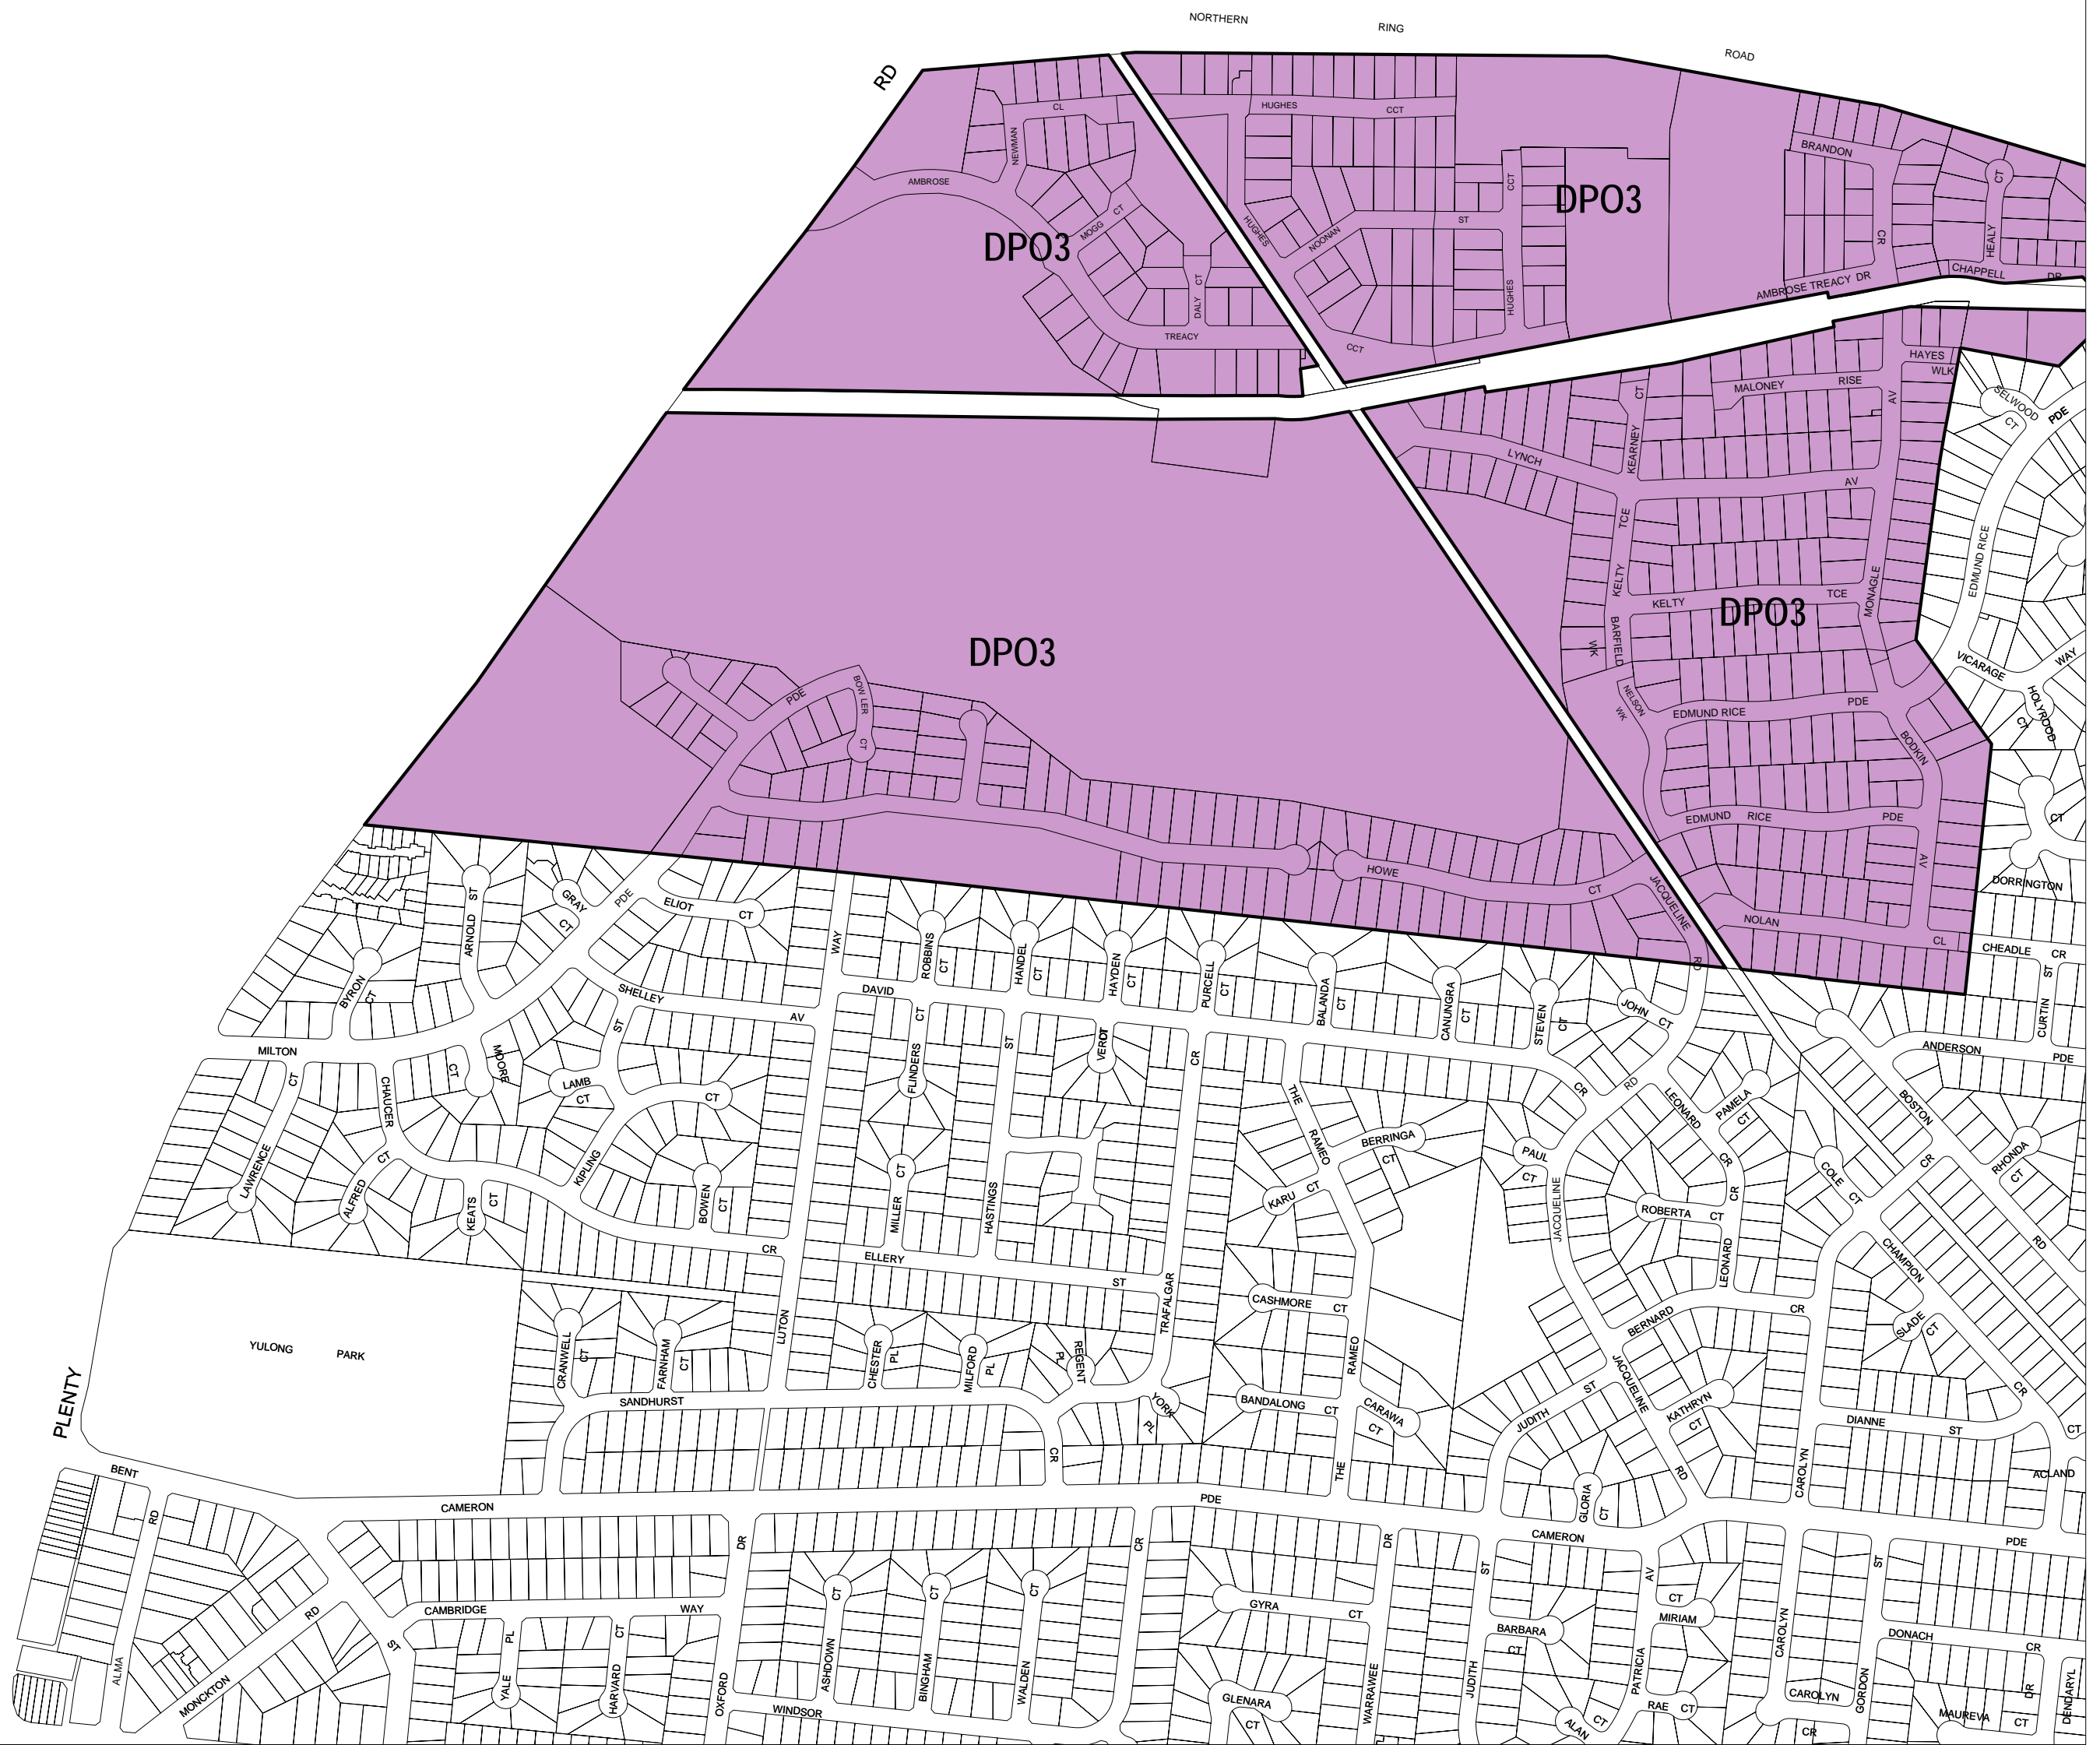 NORTHERN RING ROAD
RD
CL
NEWMAN
AMBROSE
MOGG CT
DPO3
DALY CT
TREACY
HUGHES CCT
CCT
HUGHES
NOONAN ST
HUGHES
CCT
DPO3
BRANDON
CR
CT
HEALY
CHAPPELL DR
AMBROSE TREACY DR
HAYES
WLK
MALONEY RISE
AV
CT
KEARNEY
LYNCH
AV
TCE
KELTY
KELTY TCE
MONAGLE
DPO3
BARFIELD
WK
NELSON
WK
EDMUND RICE PDE
BODKIN
EDMUND RICE PDE
AV
NOLAN CL
SELWOOD
CT
PDE
EDMUND RICE
VICARAGE WAY
HOLYROOD
CT
CT
DORRINGTON
CHEADLE CR
ST
CURTIN
DPO3
PDE
BOW LER
CT
HOWE CT
JACQUELINE
RD
ARNOLD ST
GRAY
CT
PDE
ELIOT CT
WAY
BYRON
CT
SHELLEY
AV
ST
DAVID
ROBBINS
CT
HANDEL
CT
HAYDEN
CT
PURCELL
CT
BALANDA
CT
CANUNGRA
CT
STEVEN
CT
JOHN CT
ANDERSON PDE
MILTON
CT
CHAUCER
CT
MOORE
LAMB
CT
CT
FLINDERS
CT
ST
VERDI
CT
CR
THE
RAMEO
BERRINGA
CT
CR
RD
LEONARD
PAMELA
CT
BOSTON
RHONDA
CT
LAWRENCE
ALFRED
CT
KEATS
CT
KIPLING
BOWEN
CT
MILLER
CT
HASTINGS
KARU CT
PAUL
CT
JACQUELINE
CR
CR
ROBERTA CT
LEONARD
COLE
CT
CR
RD
CR
ELLERY
ST
TRAFALGAR
CASHMORE CT
BERNARD CR
CHAMPION
SLADE
CT
CR
YULONG PARK
CRANWELL
CT
FARNHAM
CT
LUTON
CHESTER
PL
MILFORD
PL
PL
REGENT
RAMEO
JACQUELINE
PLENTY
SANDHURST
CR
YORK
PL
BANDALONG CT
CARAWA
CT
THE
JUDITH ST
KATHRYN
CT
RD
CAROLYN
DIANNE
ST
CT
ACLAND
GLORIA
CT
BENT
CAMERON
PDE
CAMERON
PDE
RD
DR
CR
DR
ST
AV
ST
CT
CT
CT
CAMBRIDGE
WAY
RD
ST
PL
CT
ALMA
MONCKTON
YALE
HARVARD
OXFORD
ASHDOWN
BINGHAM
WALDEN
WINDSOR
GYRA CT
GLENARA
CT
WARRAWEE
JUDITH
BARBARA
CT
CT
MIRIAM
PATRICIA
CAROLYN
ALAN
CT
RAE CT
CAROLYN
CR
GORDON
DONACH
CR
DR
MAUREVA CT
DENDARYL